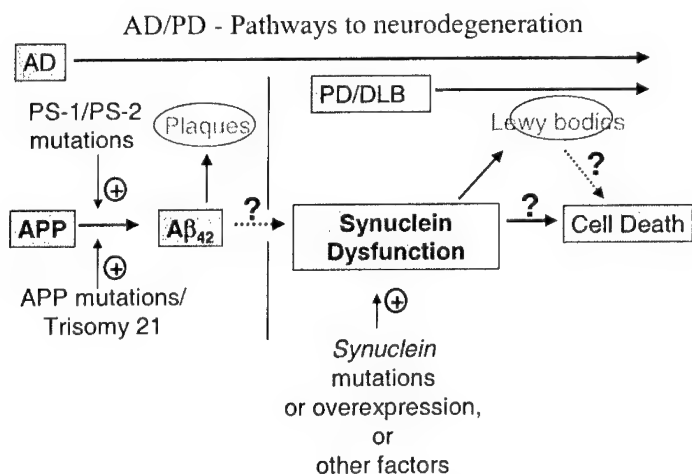 AD/PD - Pathways to neurodegeneration
AD
PD/DLB
PS-1/PS-2
mutations
Plaques
Lewy bodies
+
?
APP
Aβ₄₂
?
Synuclein
Dysfunction
?
Cell Death
+
APP mutations/
Trisomy 21
+
Synuclein
mutations
or overexpression,
or
other factors